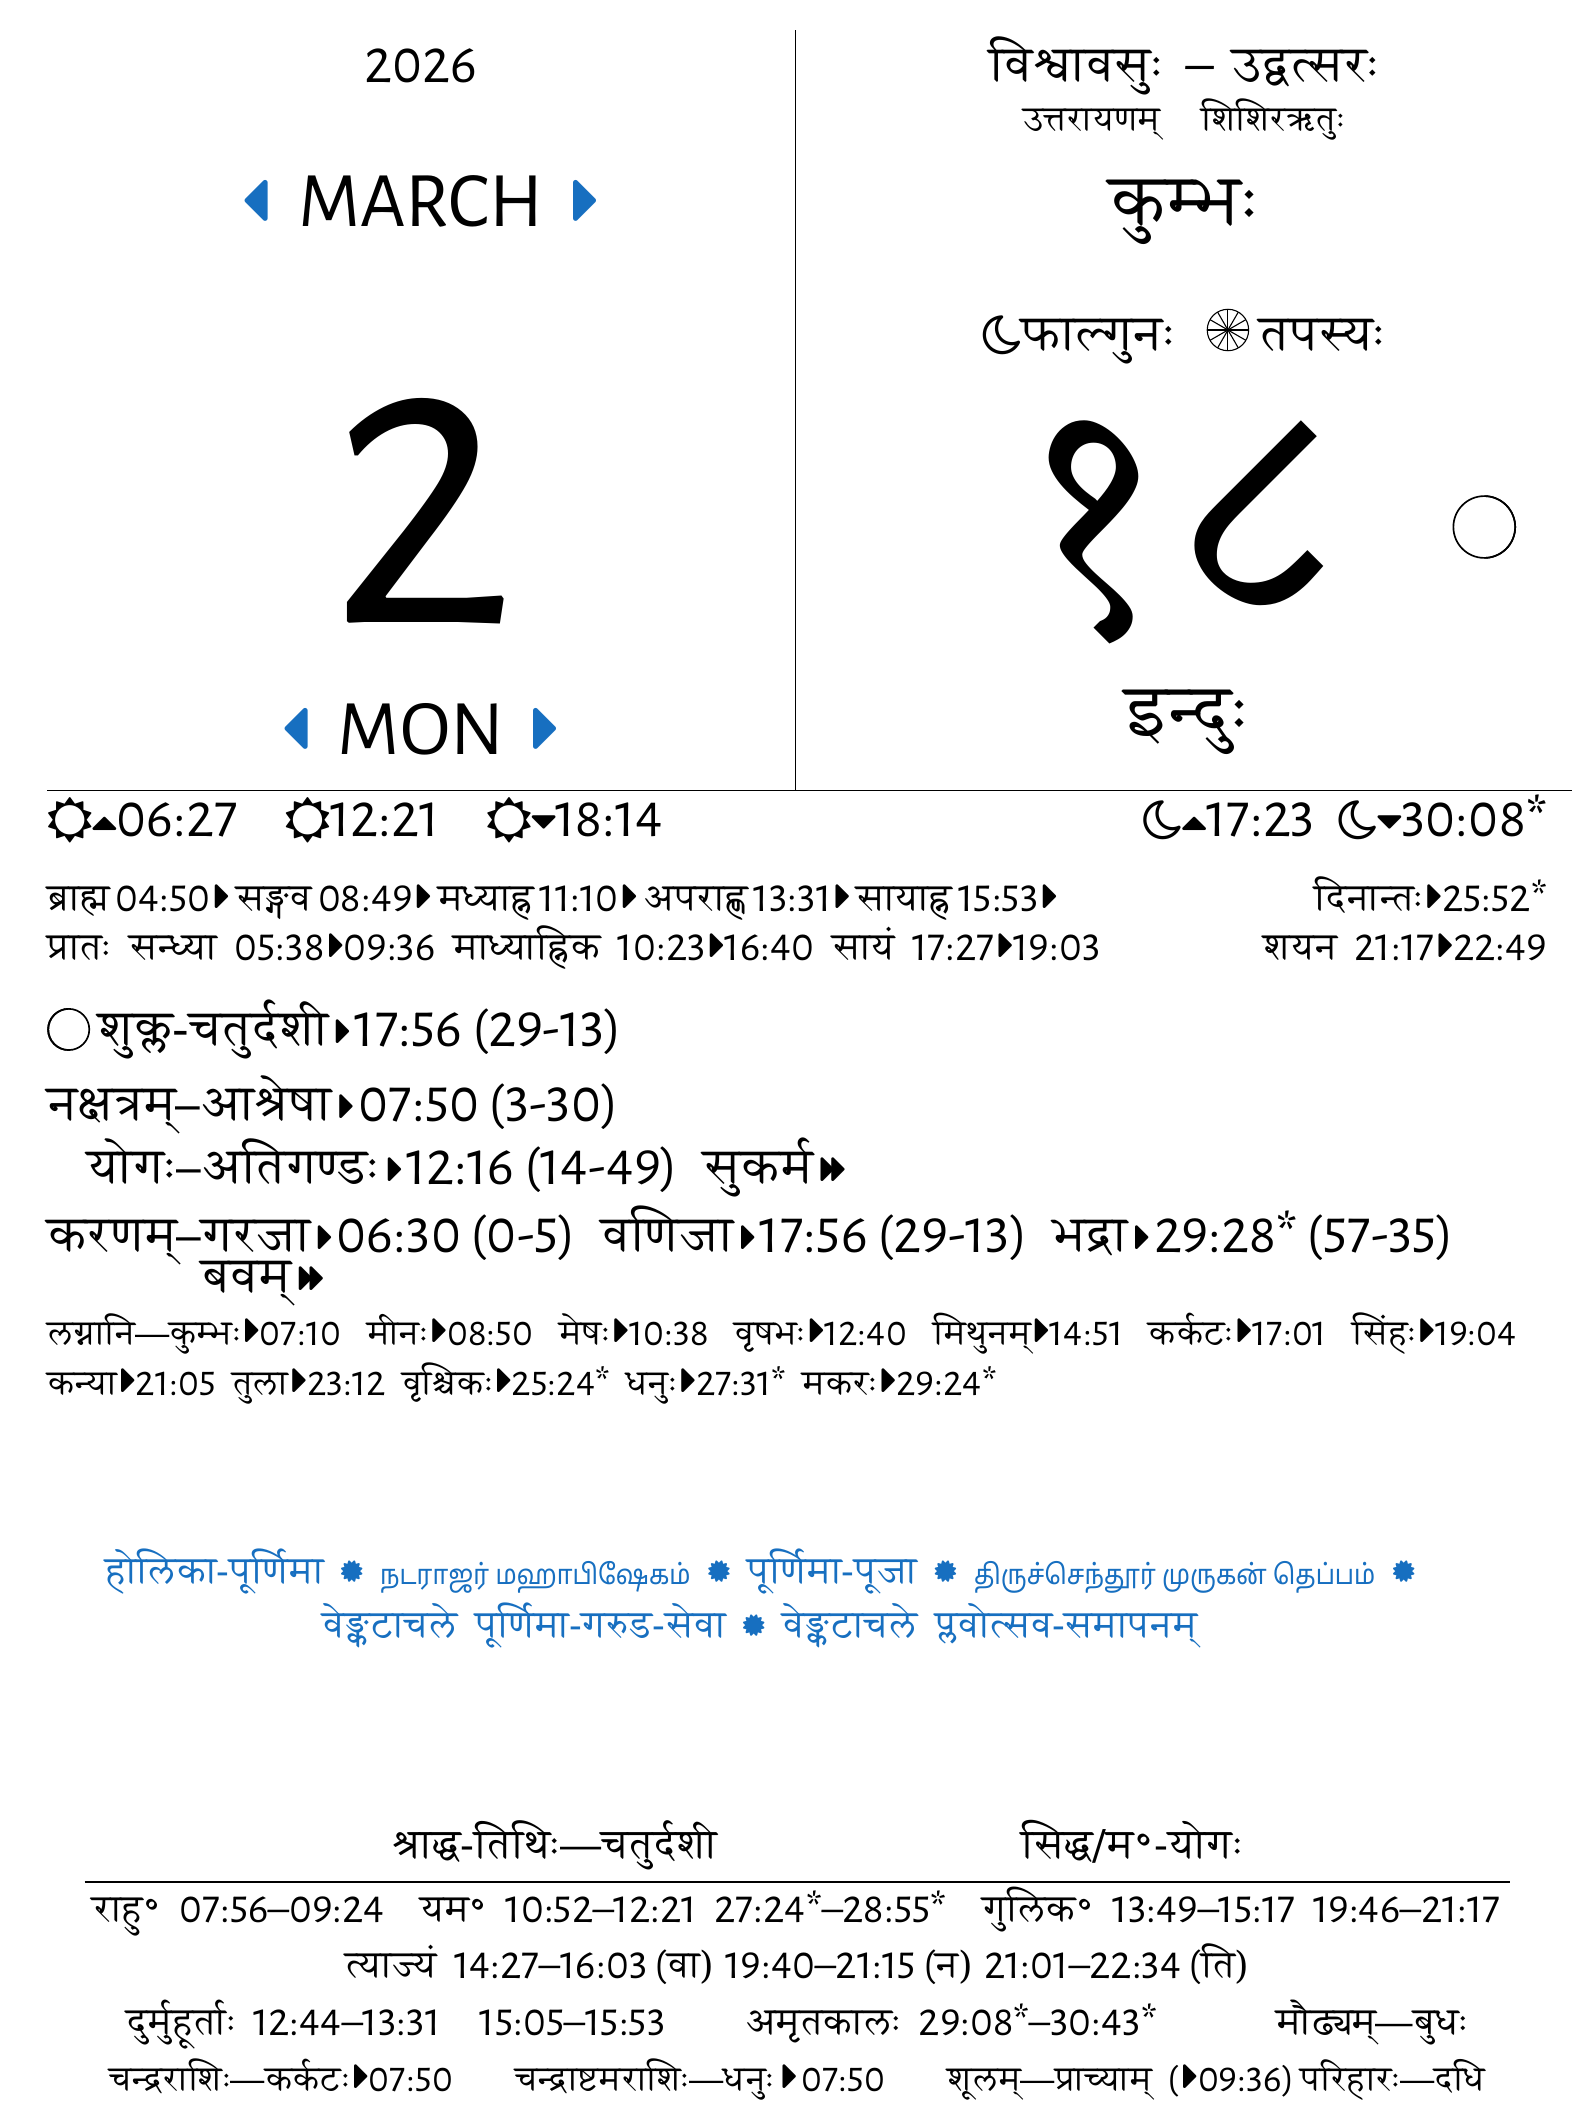 2026
MARCH
2
MON
विश्वावसुः – उद्वत्सरः
उत्तरायणम् शिशिरऋतुः
कुम्भः
फाल्गुनः तपस्यः
१८
इन्दुः
06:27 12:21 18:14 17:23 30:08*
ब्राह्म 04:50 सङ्गव 08:49 मध्याह्न 11:10 अपराह्ण 13:31 सायाह्न 15:53 दिनान्तः 25:52*
प्रातः सन्ध्या 05:38 09:36 माध्याह्निक 10:23 16:40 सायं 17:27 19:03 शयन 21:17 22:49
शुक्ल-चतुर्दशी 17:56 (29-13)
नक्षत्रम्–आश्रेषा 07:50 (3-30)
योगः–अतिगण्डः 12:16 (14-49) सुकर्म
करणम्–गरजा 06:30 (0-5) वणिजा 17:56 (29-13) भद्रा 29:28* (57-35)
बवम्
लग्नानि—कुम्भः 07:10 मीनः 08:50 मेषः 10:38 वृषभः 12:40 मिथुनम् 14:51 कर्कटः 17:01 सिंहः 19:04
कन्या 21:05 तुला 23:12 वृश्चिकः 25:24* धनुः 27:31* मकरः 29:24*
होलिका-पूर्णिमा ✹ நடராஜர் மஹாபிஷேகம் ✹ पूर्णिमा-पूजा ✹ திருச்செந்தூர் முருகன் தெப்பம் ✹
वेङ्कटाचले पूर्णिमा-गरुड-सेवा ✹ वेङ्कटाचले प्लवोत्सव-समापनम्
श्राद्ध-तिथिः—चतुर्दशी सिद्ध/म॰-योगः
राहु॰ 07:56–09:24 यम॰ 10:52–12:21 27:24*–28:55* गुलिक॰ 13:49–15:17 19:46–21:17
त्याज्यं 14:27–16:03 (वा) 19:40–21:15 (न) 21:01–22:34 (ति)
दुर्मुहूर्ताः 12:44–13:31 15:05–15:53 अमृतकालः 29:08*–30:43* मौढ्यम्—बुधः
चन्द्रराशिः—कर्कटः 07:50 चन्द्राष्टमराशिः—धनुः 07:50 शूलम्—प्राच्याम् (09:36) परिहारः—दधि